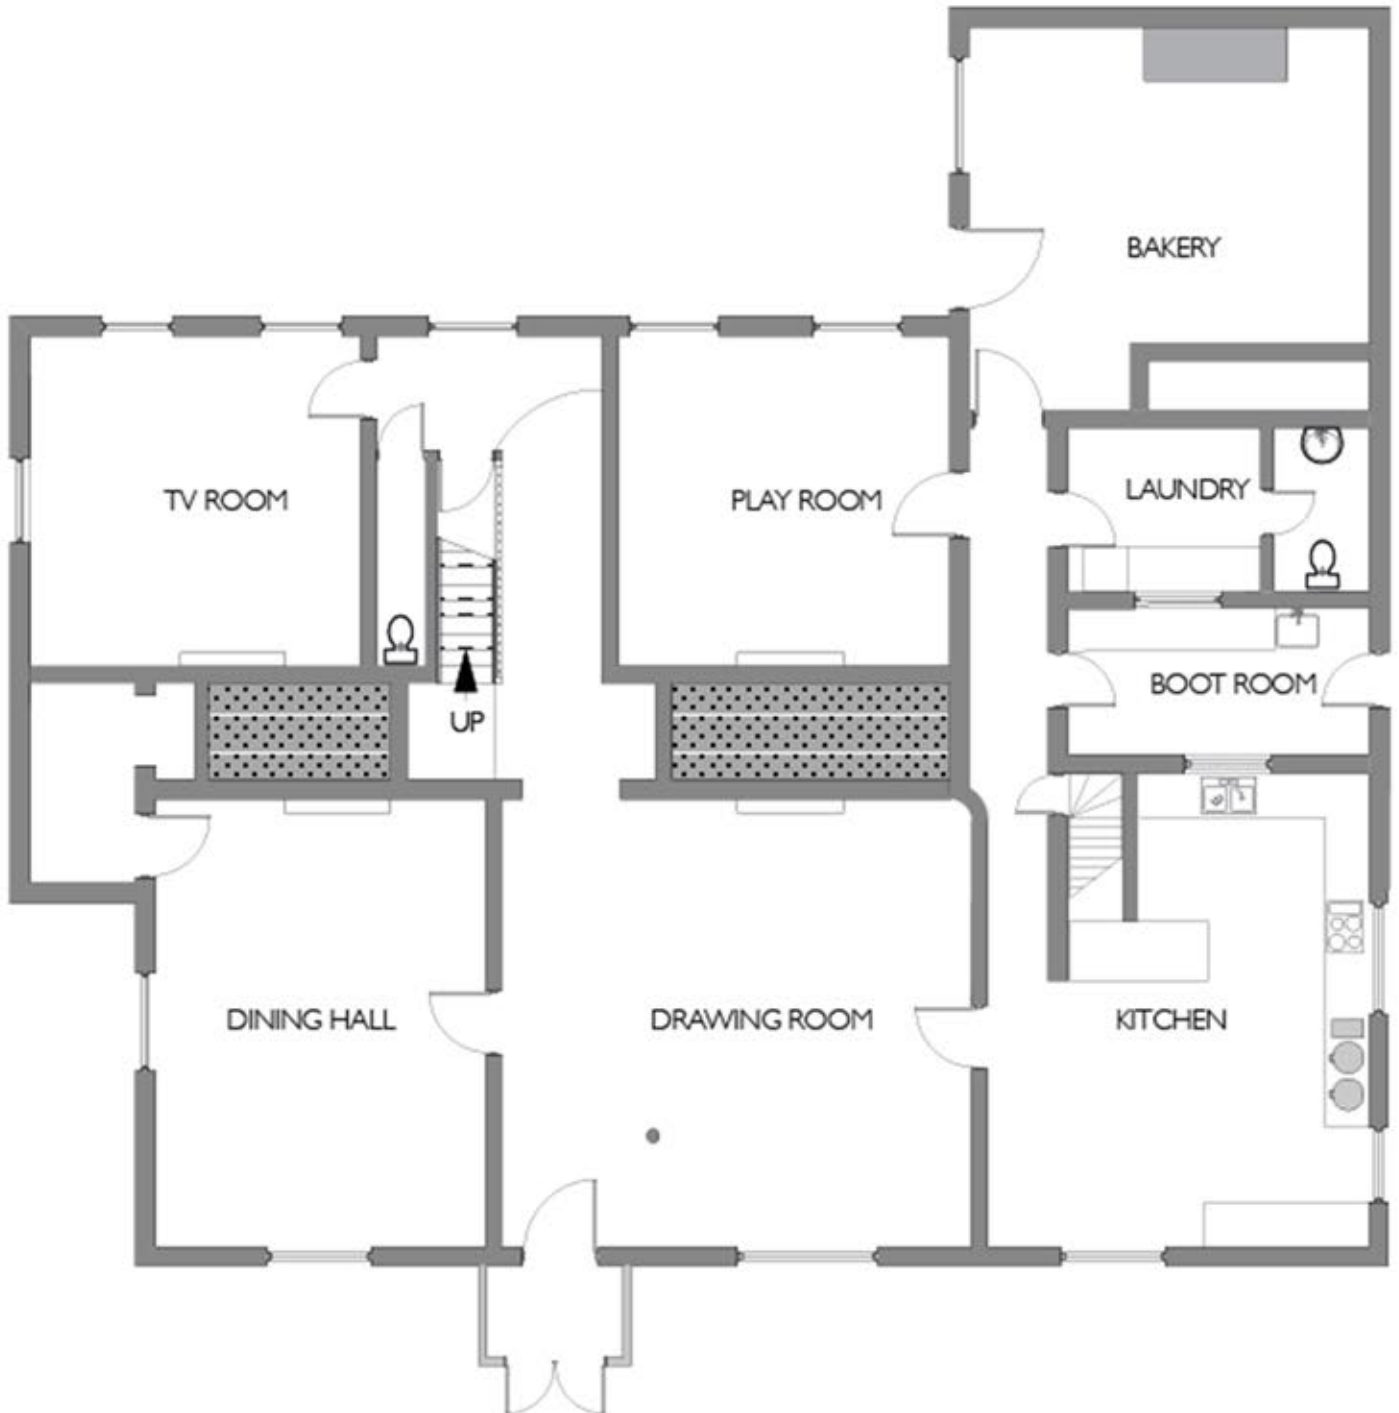 BAKERY
TV ROOM
PLAY ROOM
LAUNDRY
BOOT ROOM
UP
DINING HALL
DRAWING ROOM
KITCHEN